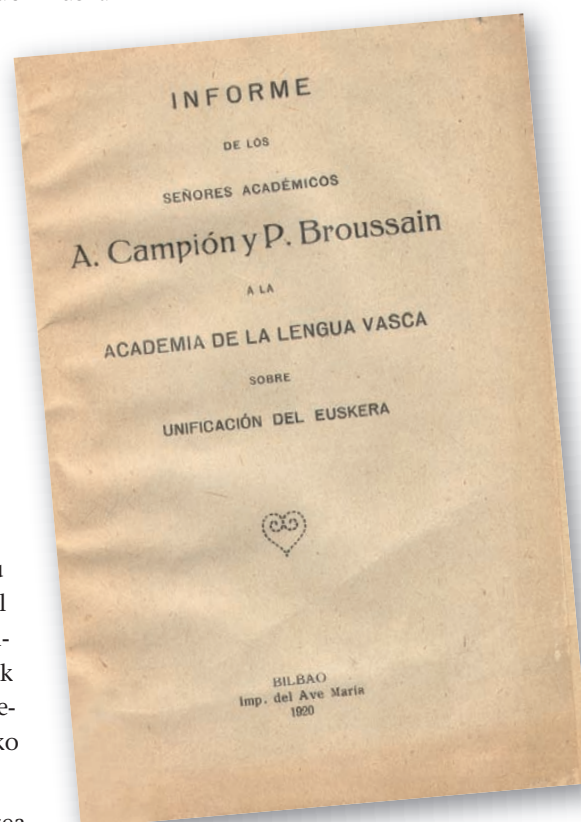 INFORME
DE LOS
SEÑORES ACADÉMICOS
A. Campión y P. Broussain
A LA
ACADEMIA DE LA LENGUA VASCA
SOBRE
UNIFICACIÓN DEL EUSKERA
BILBAO
Imp. del Ave María
1920